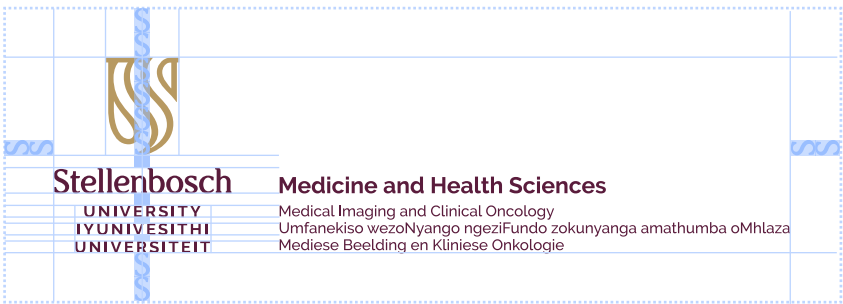 Stellenbosch
UNIVERSITY
IYUNIVESITHI
UNIVERSITEIT
Medicine and Health Sciences
Medical Imaging and Clinical Oncology
Umfanekiso wezoNyango ngeziFundo zokunyanga amathumba oMhlaza
Mediese Beelding en Kliniese Onkologie